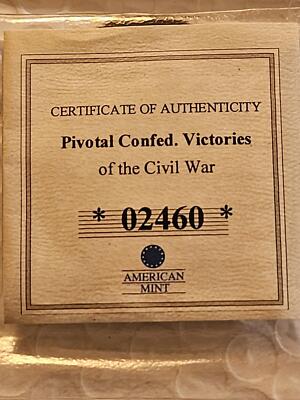 CERTIFICATE OF AUTHENTICITY
Pivotal Confed. Victories
of the Civil War
* 02460 *
AMERICAN
MINT